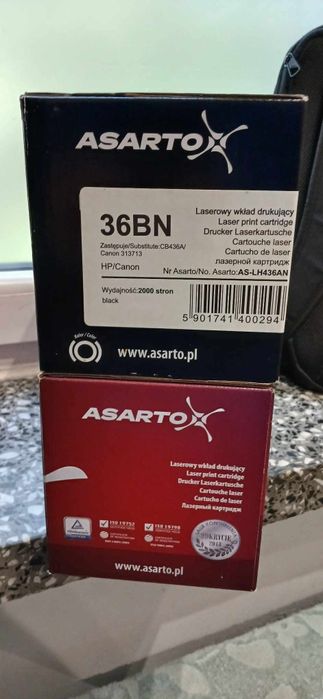 ASARTO
36BN
Zastępuje/Substitute:CB436A/
Canon 313713
HP/Canon
Wydajność:2000 stron
black
Laserowy wkład drukujący
Laser print cartridge
Drucker Laserkartusche
Cartouche laser
Cartucho de laser
лазерной картридж
Nr Asarto/No. Asarto:AS-LH436AN
5 901741 400294
www.asarto.pl
ASARTO
Laserowy wkład drukujący
Laser print cartridge
Drucker Laserkartusche
Cartouche laser
Cartucho de laser
Лазерный картридж
ISO 19752
ISO 19798
ODKRYCIE
www.asarto.pl